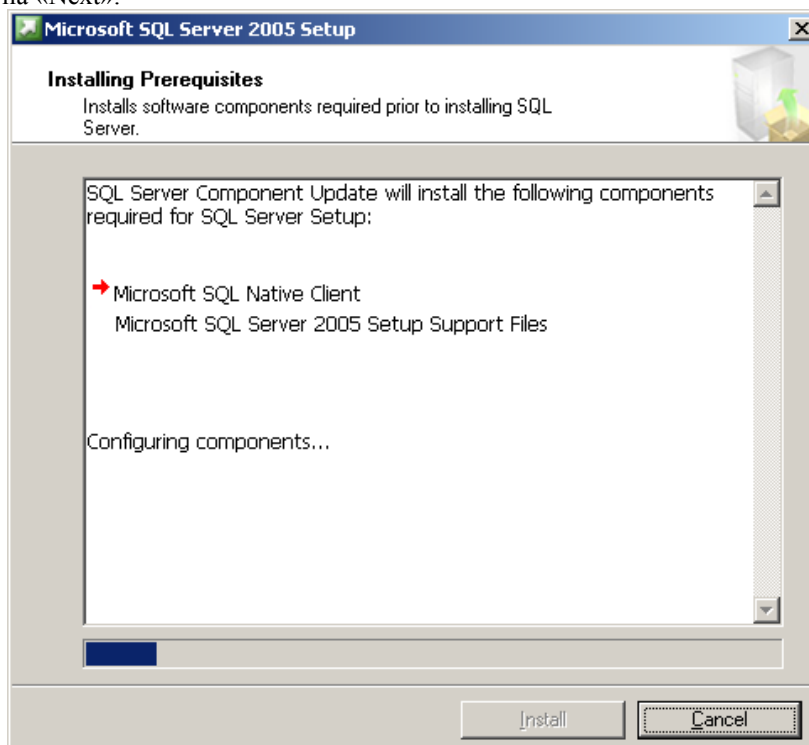 на «Next».
Microsoft SQL Server 2005 Setup
Installing Prerequisites
Installs software components required prior to installing SQL
Server.
SQL Server Component Update will install the following components
required for SQL Server Setup:
Microsoft SQL Native Client
Microsoft SQL Server 2005 Setup Support Files
Configuring components...
Install
Cancel